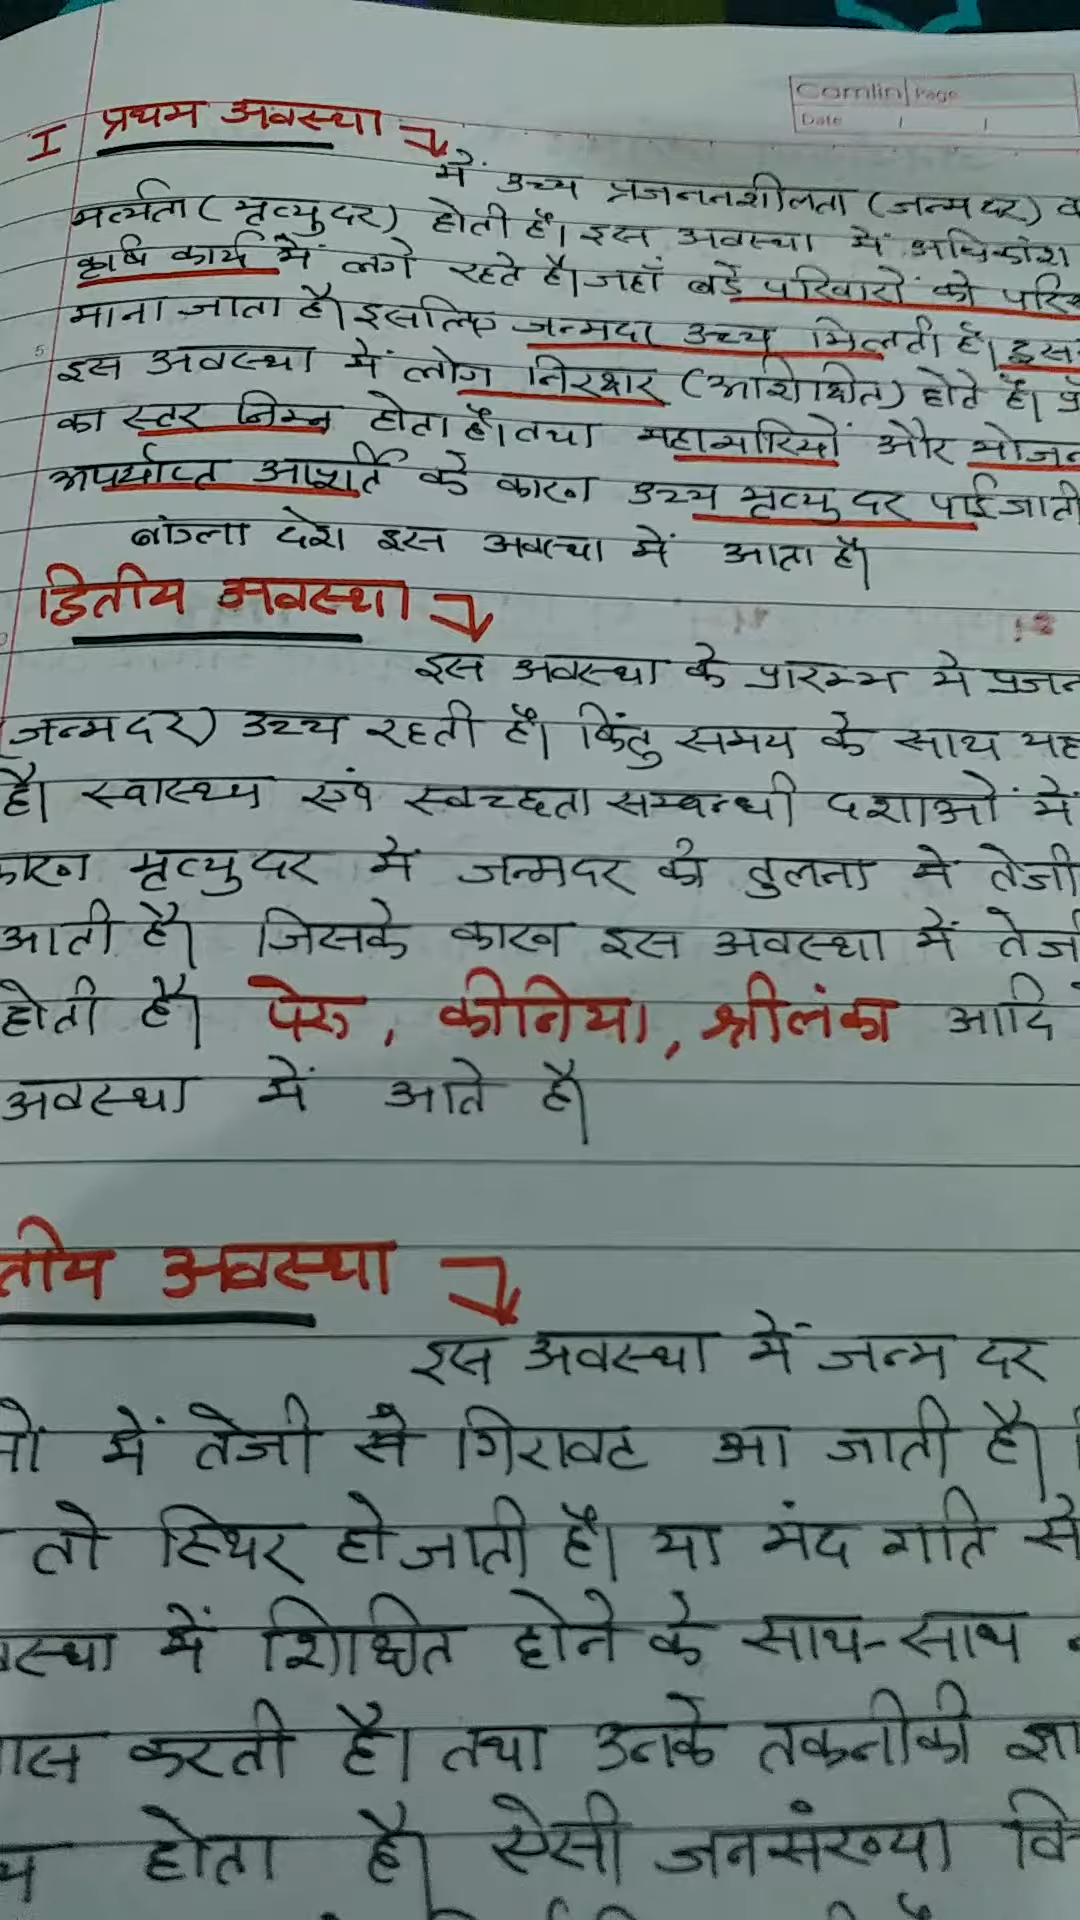 Camlin Page
Date
I प्रथम अवस्था
में उच्च प्रजननशीलता (जन्मदर) व
मर्त्यता (मृत्युदर) होती है। इस अवस्था में अधिकांश
कृषि कार्य में लगे रहते है। जहाँ बडे परिवारों को परि
माना जाता है। इसलिए जन्मदर उच्च मिलती है। इस
5
इस अवस्था में लोग निरक्षार (अशिक्षित) होते है।
का स्तर निम्न होता है। तथा महामारियों और भोजन
अपर्याप्त आपूर्ति के कारण उच्च मृत्यु दर पाई जाती
बांग्ला देश इस अवस्था में आता है।
द्वितीय अवस्था
इस अवस्था के प्रारम्भ मे प्रजन
जन्मदर) उच्च रहती है। किंतु समय के साथ यह
है। स्वास्थ्य एवं स्वच्छता सम्बन्धी दशाओं में
कारण मृत्युदर में जन्मदर की तुलना मे तेजी
आती है। जिसके कारण इस अवस्था में तेजी
होती है। पेरू, कीनिया, श्रीलंका आदि
अवस्था में आते है।
तीय अवस्था
इस अवस्था में जन्म दर
नों में तेजी से गिरावट आ जाती है।
तो स्थिर हो जाती है। या मंद गति से
स्था में शिक्षित होने के साथ-साथ
ास करती है। तथा उनके तकनीकी ज्ञा
होता है। ऐसी जनसंख्या वि